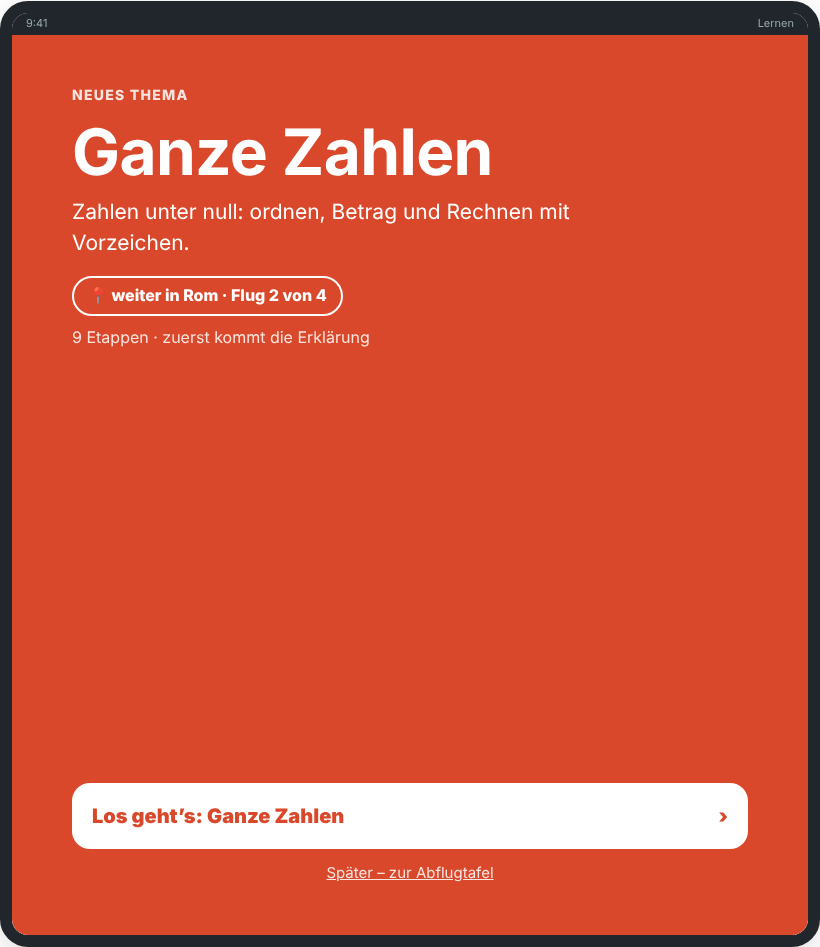 9:41
Lernen
NEUES THEMA
Ganze Zahlen
Zahlen unter null: ordnen, Betrag und Rechnen mit
Vorzeichen.
📍 weiter in Rom · Flug 2 von 4
9 Etappen · zuerst kommt die Erklärung
Los geht’s: Ganze Zahlen ›
Später – zur Abflugtafel